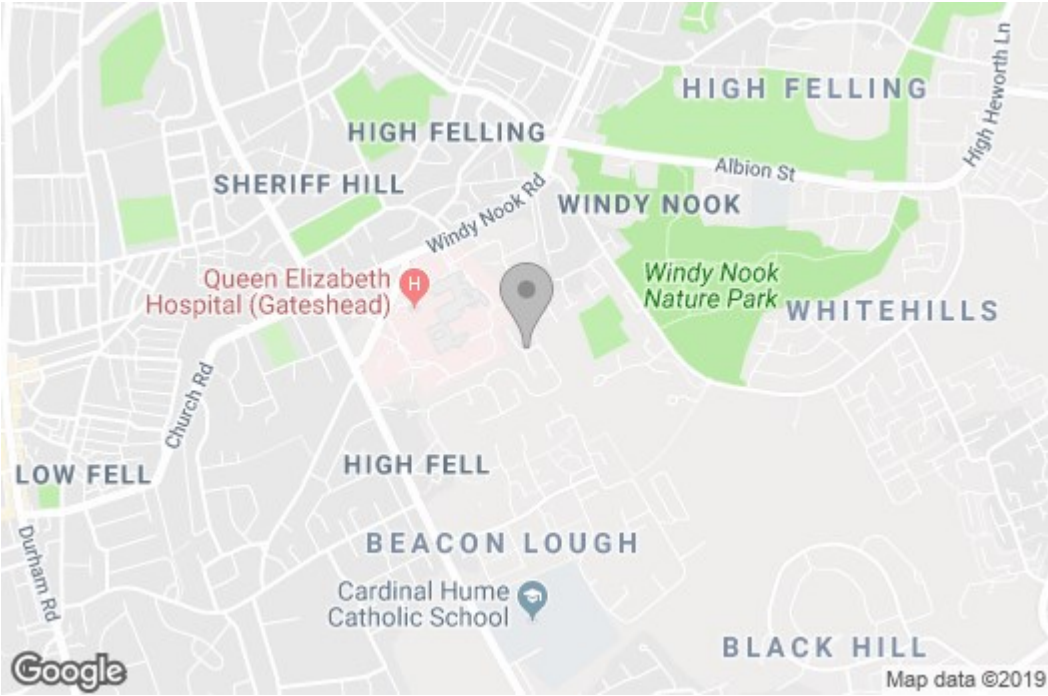 HIGH FELLING
HIGH FELLING
High Heworth Ln
Albion St
SHERIFF HILL
WINDY NOOK
Windy Nook Rd
Queen Elizabeth
Hospital (Gateshead)
H
Windy Nook
Nature Park
WHITEHILLS
Church Rd
LOW FELL
HIGH FELL
Durham Rd
BEACON LOUGH
Cardinal Hume
Catholic School
BLACK HILL
Google
Map data ©2019